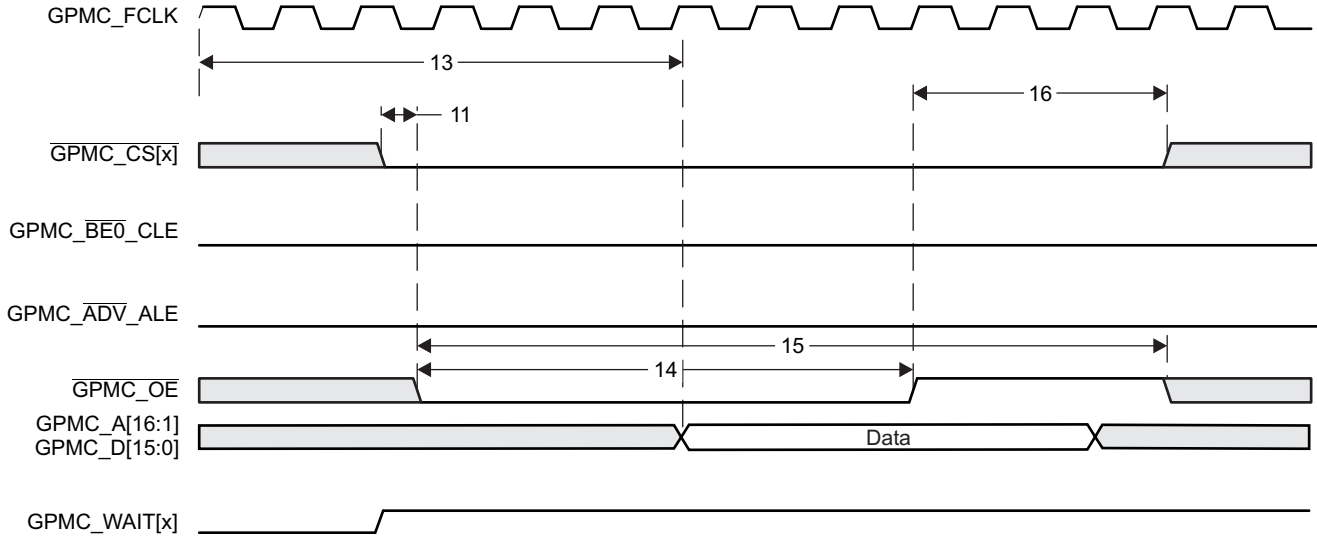 GPMC_FCLK
13
16
11
GPMC_CS[x]
GPMC_BE0_CLE
GPMC_ADV_ALE
15
14
GPMC_OE
GPMC_A[16:1]
GPMC_D[15:0]
Data
GPMC_WAIT[x]